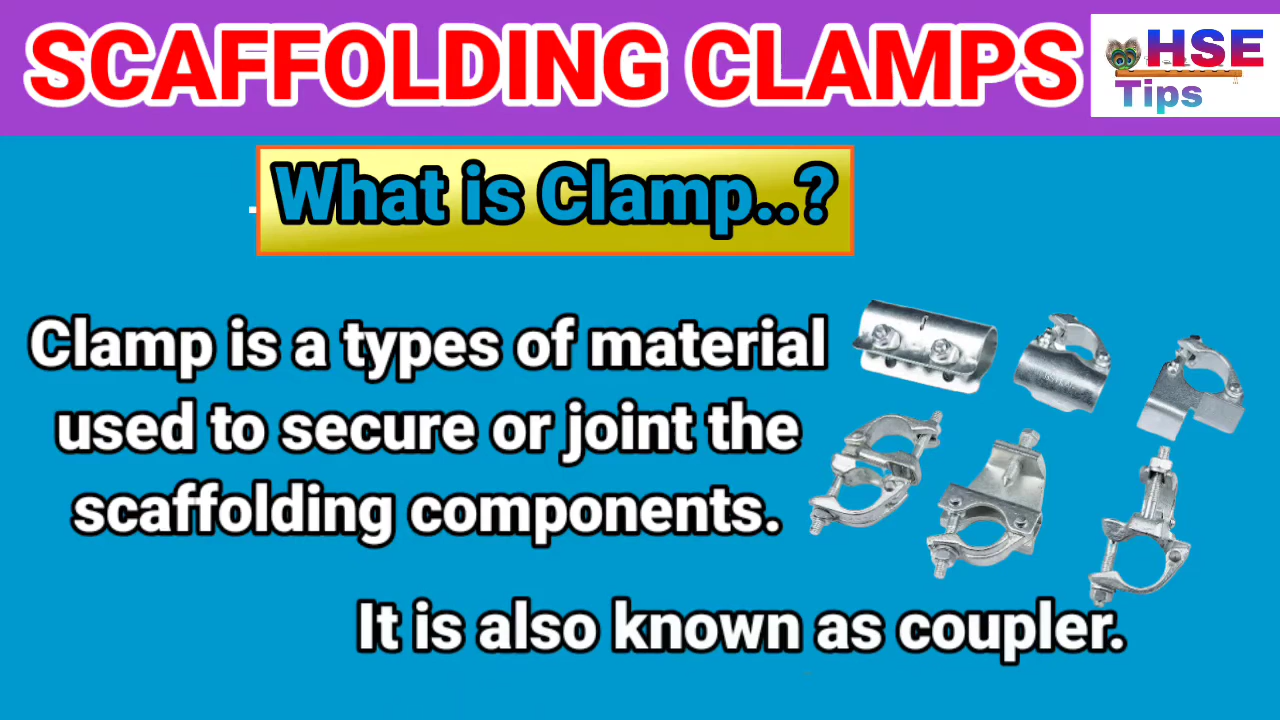 SCAFFOLDING CLAMPS
HSE
Tips
What is Clamp..?
Clamp is a types of material
used to secure or joint the
scaffolding components.
It is also known as coupler.